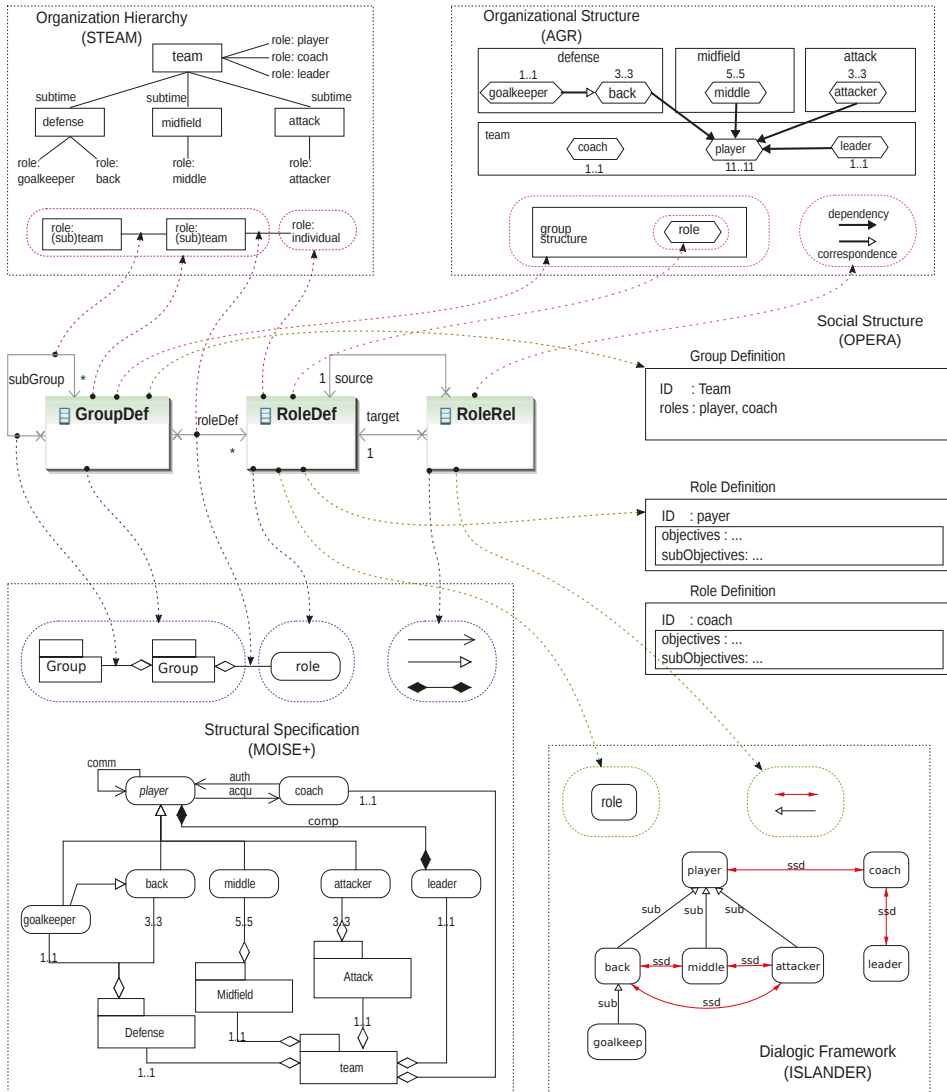 Organization Hierarchy
(STEAM)
team
role: player
role: coach
role: leader
subtime
subtime
subtime
defense
midfield
attack
role:
goalkeeper
role:
back
role:
middle
role:
attacker
role:
(sub)team
role:
(sub)team
role:
individual
Organizational Structure
(AGR)
defense
1..1
goalkeeper
3..3
back
midfield
5..5
middle
attack
3..3
attacker
team
coach
1..1
player
11..11
leader
1..1
group
structure
role
dependency
correspondence
Social Structure
(OPERA)
subGroup
*
GroupDef
roleDef
*
RoleDef
1
source
target
1
RoleRel
Group Definition
ID : Team
roles : player, coach
Role Definition
ID : payer
objectives : ...
subObjectives: ...
Role Definition
ID : coach
objectives : ...
subObjectives: ...
Group
Group
role
Structural Specification
(MOISE+)
comm
player
auth
acqu
coach
1..1
comp
back
middle
attacker
leader
goalkeeper
3..3
5..5
3..3
1..1
1..1
Attack
Midfield
Defense
1..1
1..1
1..1
team
role
player
ssd
coach
sub
sub
sub
ssd
back
ssd
middle
ssd
attacker
leader
sub
ssd
goalkeep
Dialogic Framework
(ISLANDER)